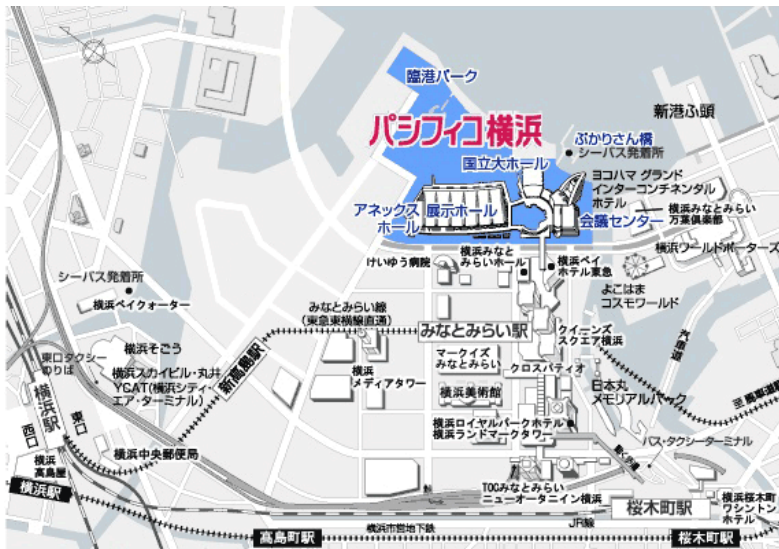 臨港パーク
パシフィコ横浜
国立大ホール
新港ふ頭
ぷかりさん橋
シーバス発着所
ヨコハマ グランド
インターコンチネンタル
ホテル
アネックス
ホール
展示ホール
会議センター
横浜みなとみらい
万葉倶楽部
横浜ワールドポーターズ
けいゆう病院
横浜みなと
みらいホール
横浜ベイ
ホテル東急
よこはま
コスモワールド
シーバス発着所
横浜ベイクォーター
みなとみらい線
(東急東横線直通)
みなとみらい駅
クイーンズ
スクエア横浜
汽車道
新高島駅
横浜そごう
東口タクシー
のりば
横浜スカイビル・丸井
YCAT(横浜シティ・
エア・ターミナル)
横浜
メディアタワー
マークイズ
みなとみらい
クロスパティオ
横浜美術館
日本丸
メモリアルパーク
至 馬車道
横浜駅
西口
東口
横浜中央郵便局
横浜ロイヤルパークホテル
横浜ランドマークタワー
動く歩道
バス・タクシーターミナル
横浜
高島屋
横浜駅
TOCみなとみらい
ニューオータニイン横浜
桜木町駅
横浜桜木町
ワシントン
ホテル
高島町駅
横浜市営地下鉄
JR線
桜木町駅